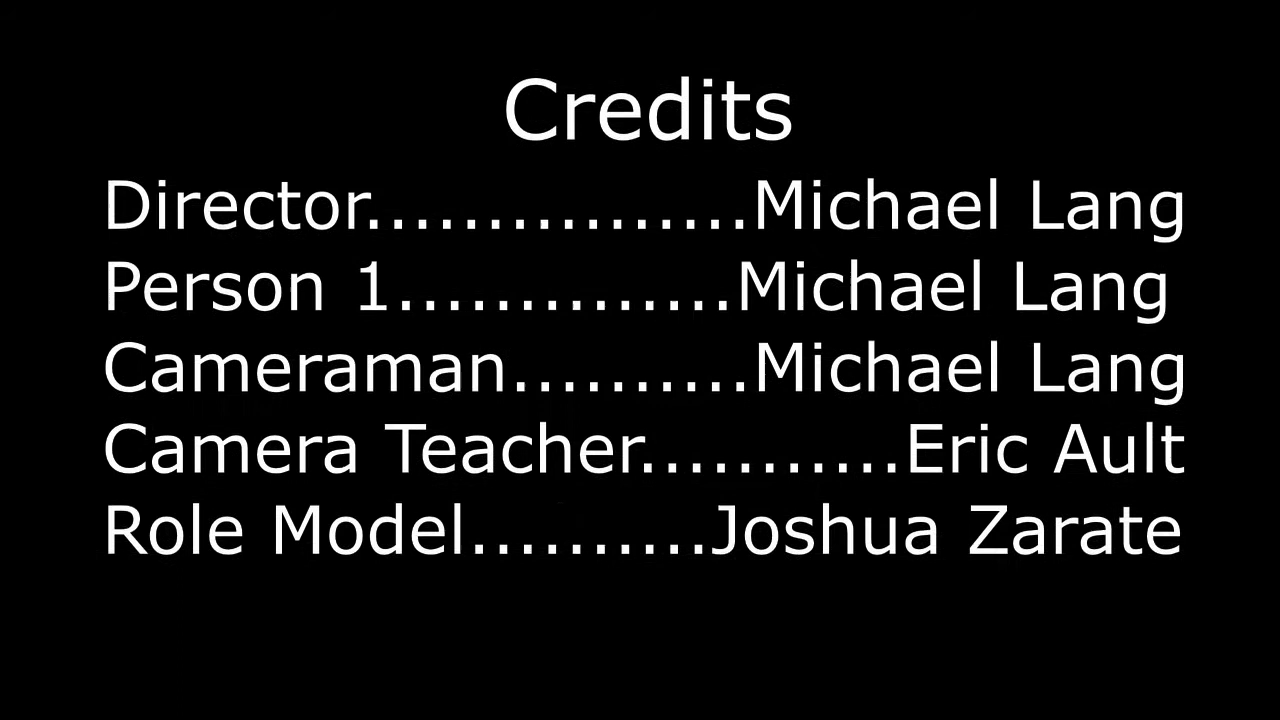 Credits
Director................Michael Lang
Person 1..............Michael Lang
Cameraman..........Michael Lang
Camera Teacher...........Eric Ault
Role Model..........Joshua Zarate